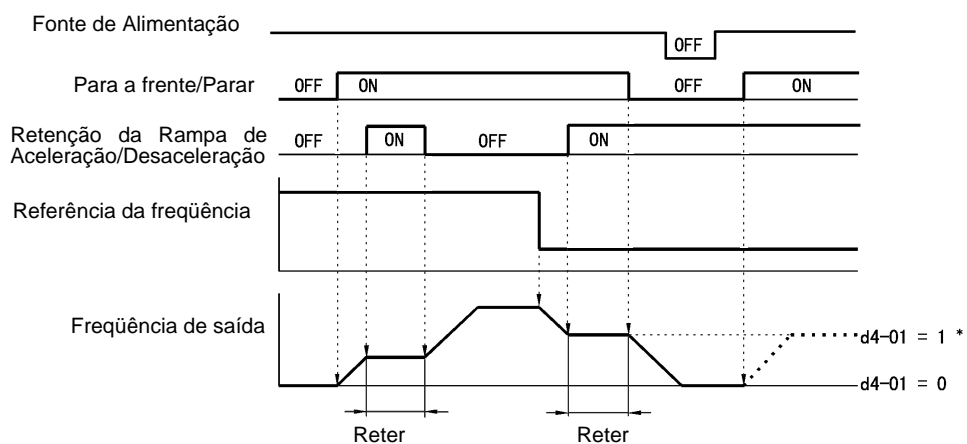 Fonte de Alimentação
OFF
Para a frente/Parar
OFF ON OFF ON
Retenção da Rampa de
Aceleração/Desaceleração
OFF ON OFF ON
Referência da freqüência
Freqüência de saída
d4-01 = 1 *
d4-01 = 0
Reter Reter